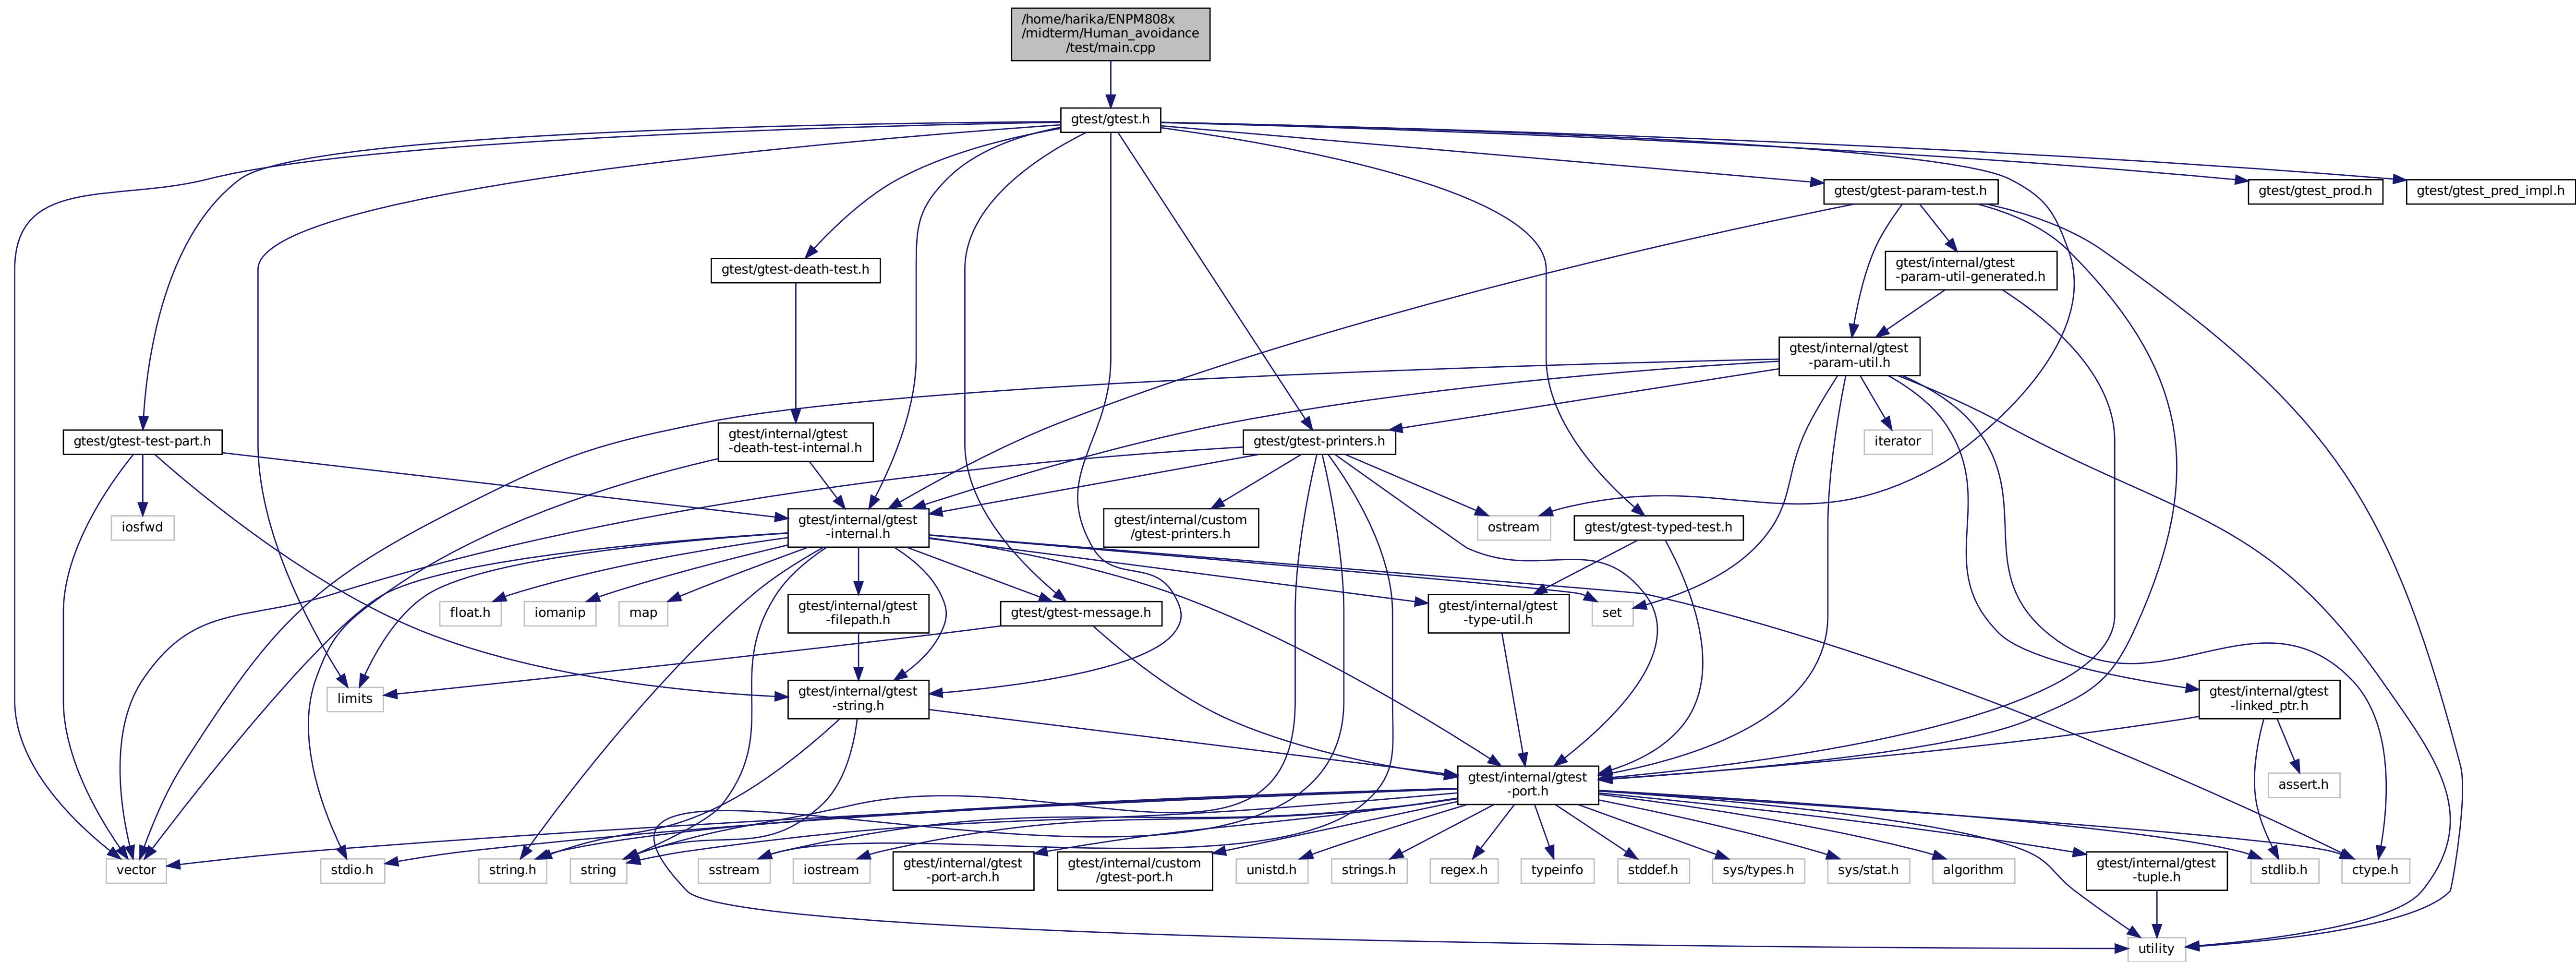 /home/harika/ENPM808x
/midterm/Human_avoidance
/test/main.cpp
gtest/gtest.h
gtest/gtest-param-test.h
gtest/gtest_prod.h
gtest/gtest_pred_impl.h
gtest/gtest-death-test.h
gtest/internal/gtest
-param-util-generated.h
gtest/internal/gtest
-param-util.h
gtest/gtest-test-part.h
gtest/internal/gtest
-death-test-internal.h
gtest/gtest-printers.h
iterator
iosfwd
gtest/internal/gtest
-internal.h
gtest/internal/custom
/gtest-printers.h
ostream
gtest/gtest-typed-test.h
float.h
iomanip
map
gtest/internal/gtest
-filepath.h
gtest/gtest-message.h
gtest/internal/gtest
-type-util.h
set
limits
gtest/internal/gtest
-string.h
gtest/internal/gtest
-linked_ptr.h
gtest/internal/gtest
-port.h
assert.h
vector
stdio.h
string.h
string
sstream
iostream
gtest/internal/gtest
-port-arch.h
gtest/internal/custom
/gtest-port.h
unistd.h
strings.h
regex.h
typeinfo
stddef.h
sys/types.h
sys/stat.h
algorithm
gtest/internal/gtest
-tuple.h
stdlib.h
ctype.h
utility